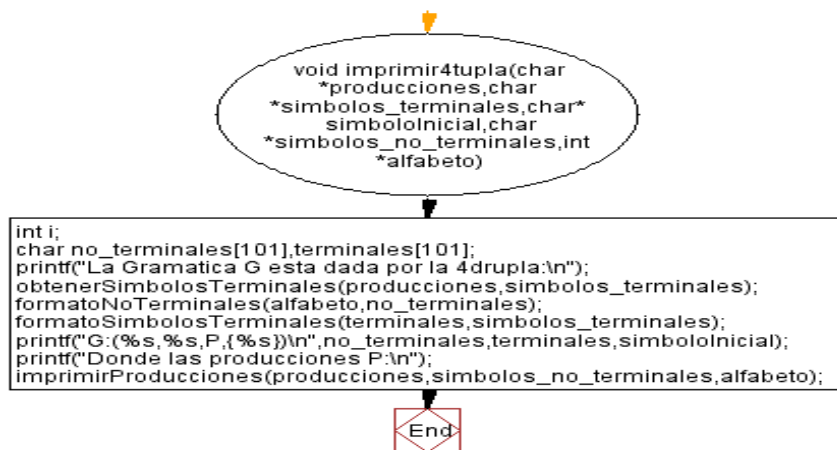 void imprimir4tupla(char
*producciones,char
*simbolos_terminales,char*
simboloInicial,char
*simbolos_no_terminales,int
*alfabeto)
int i;
char no_terminales[101],terminales[101];
printf("La Gramatica G esta dada por la 4drupla:\n");
obtenerSimbolosTerminales(producciones,simbolos_terminales);
formatoNoTerminales(alfabeto,no_terminales);
formatoSimbolosTerminales(terminales,simbolos_terminales);
printf("G:(%s,%s,P,{%s})\n",no_terminales,terminales,simboloInicial);
printf("Donde las producciones P:\n");
imprimirProducciones(producciones,simbolos_no_terminales,alfabeto);
End